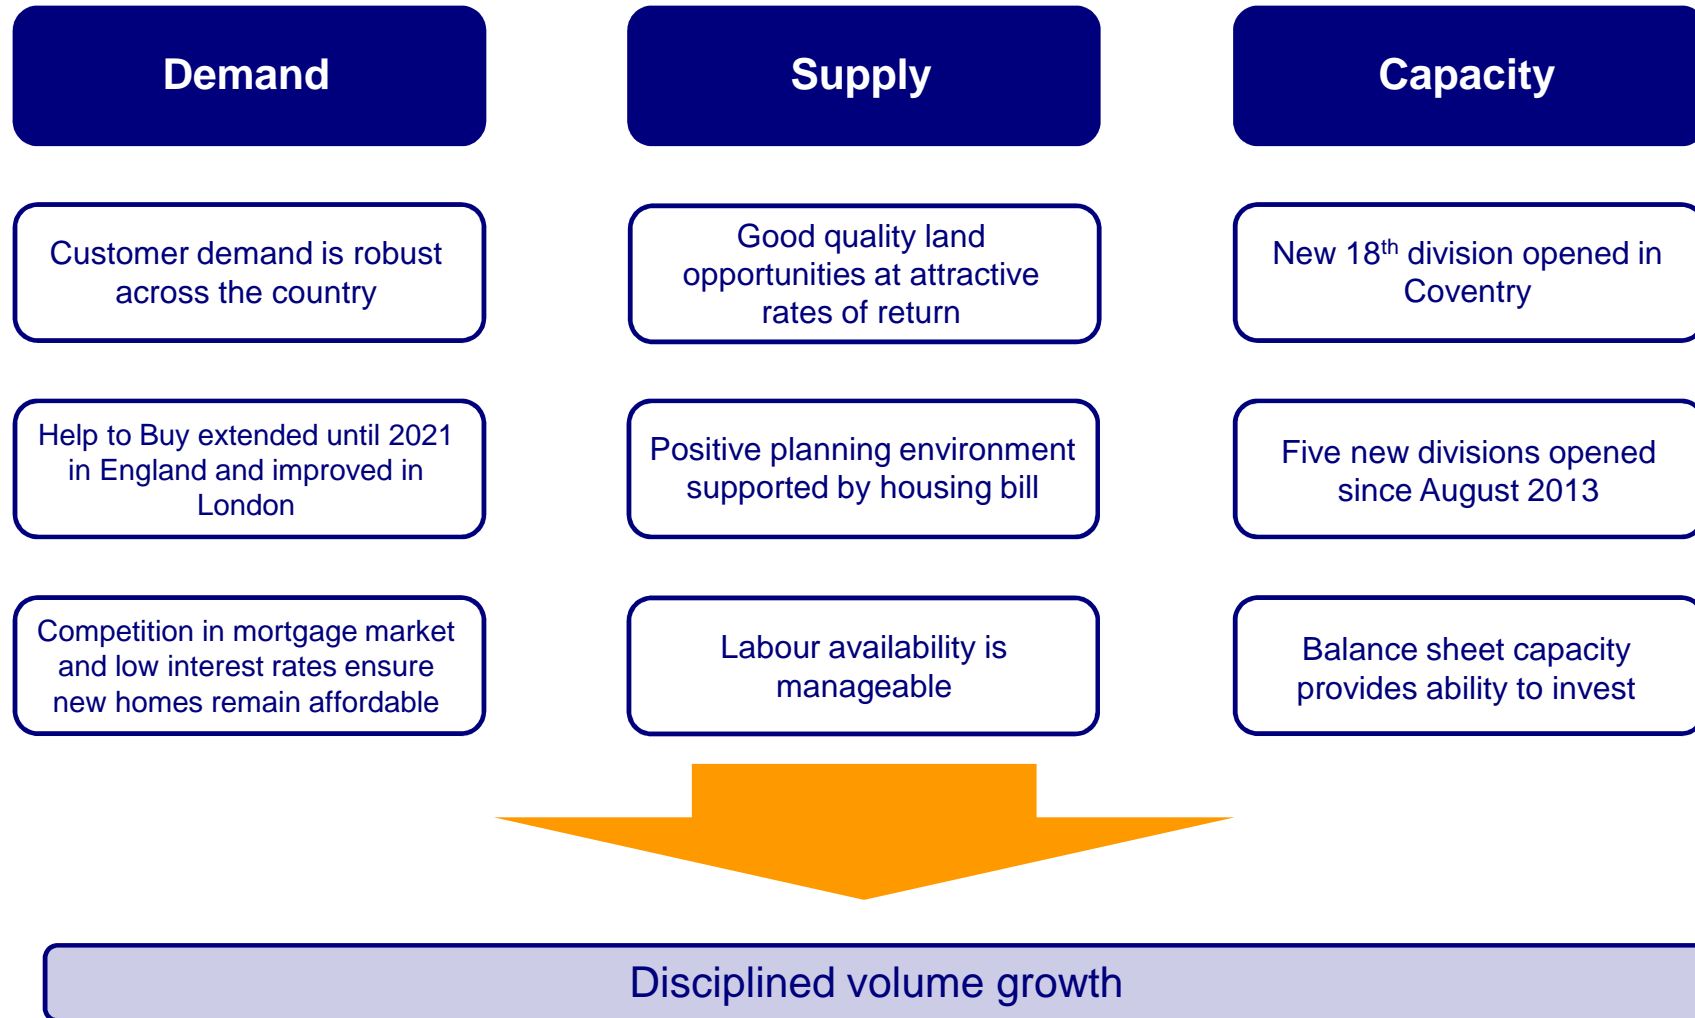 Demand
Customer demand is robust
across the country
Help to Buy extended until 2021
in England and improved in
London
Competition in mortgage market
and low interest rates ensure
new homes remain affordable
Supply
Good quality land
opportunities at attractive
rates of return
Positive planning environment
supported by housing bill
Labour availability is
manageable
Capacity
New 18th division opened in
Coventry
Five new divisions opened
since August 2013
Balance sheet capacity
provides ability to invest
Disciplined volume growth